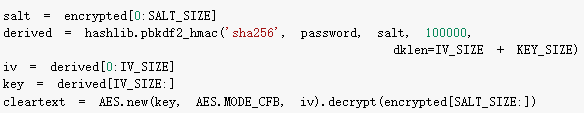 salt = encrypted[0:SALT_SIZE]
derived = hashlib.pbkdf2_hmac('sha256', password, salt, 100000,
dklen=IV_SIZE + KEY_SIZE)
iv = derived[0:IV_SIZE]
key = derived[IV_SIZE:]
cleartext = AES.new(key, AES.MODE_CFB, iv).decrypt(encrypted[SALT_SIZE:])